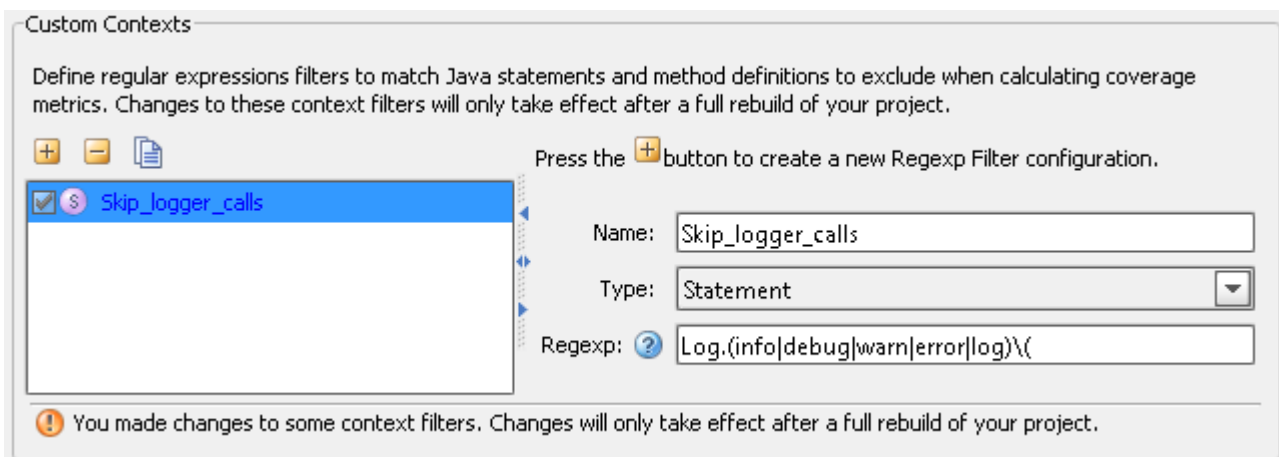 Custom Contexts
Define regular expressions filters to match Java statements and method definitions to exclude when calculating coverage
metrics. Changes to these context filters will only take effect after a full rebuild of your project.
Press the button to create a new Regexp Filter configuration.
S Skip_logger_calls
Name: Skip_logger_calls
Type: Statement
Regexp: ? Log.(info|debug|warn|error|log)\(
You made changes to some context filters. Changes will only take effect after a full rebuild of your project.